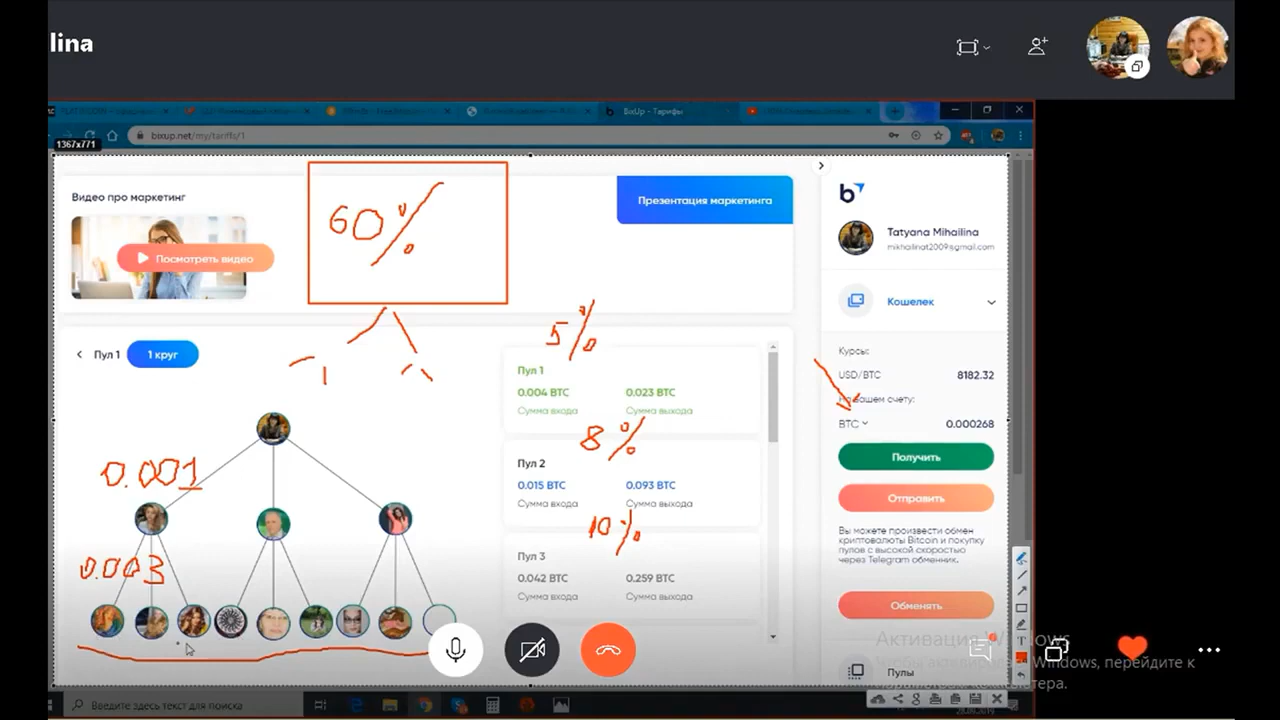 lina
BixUp - Тарифы
bixup.net/my/tariffs/1
1367x771
Видео про маркетинг
Посмотреть видео
60%
Презентация маркетинга
Tatyana Mihailina
mikhailinat2009@gmail.com
Кошелек
Пул 1
1 круг
5%
Пул 1
0.004 BTC
0.023 BTC
Сумма входа
Сумма выхода
8%
Пул 2
0.015 BTC
0.093 BTC
Сумма входа
Сумма выхода
10%
Пул 3
0.042 BTC
0.259 BTC
Сумма входа
Сумма выхода
0.001
0.003
Курсы:
USD/BTC
8182.32
вашем счету:
BTC
0.000268
Получить
Отправить
Вы можете произвести обмен
криптовалюты Bitcoin и покупку
пулов с высокой скоростью
через Telegram обменник.
Обменять
Пулы
Активация Windows
Windows, перейдите к
Введите здесь текст для поиска